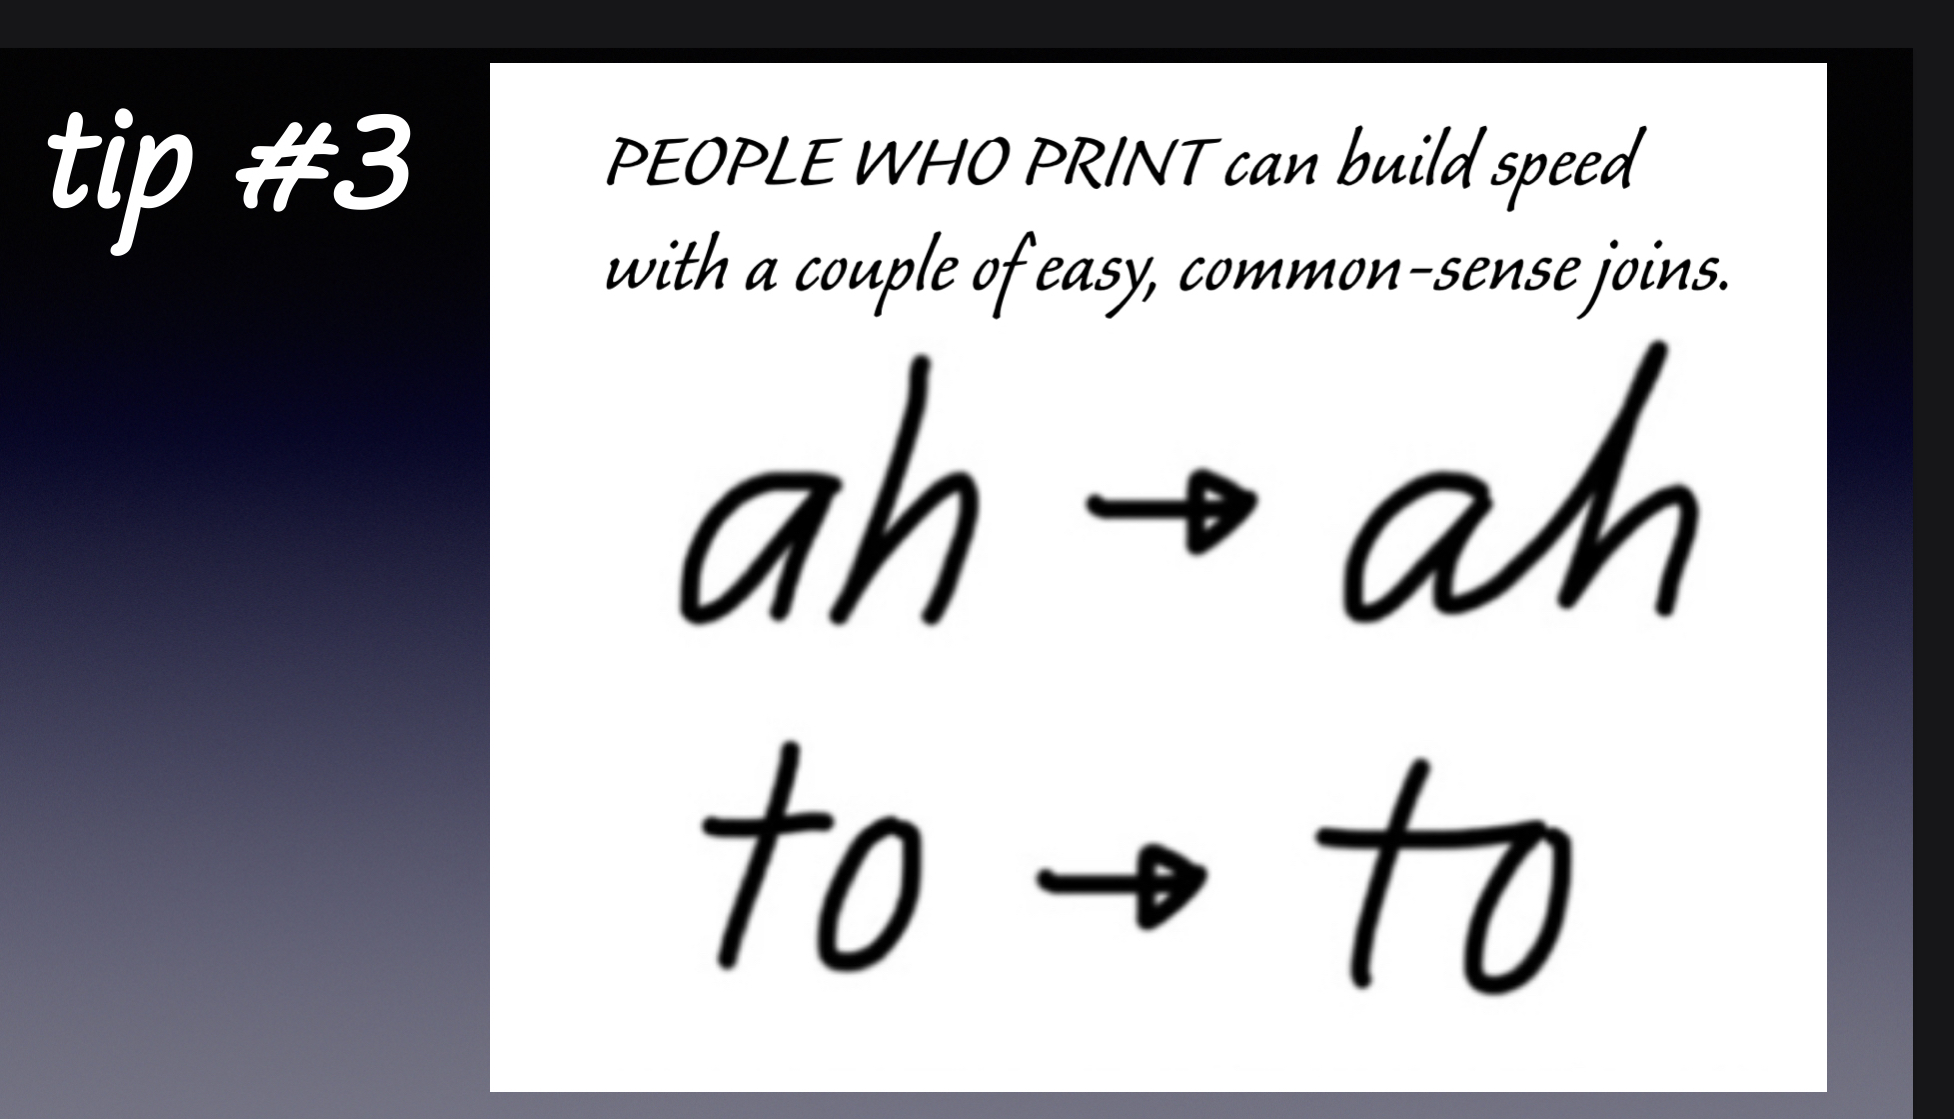 tip #3
PEOPLE WHO PRINT can build speed
with a couple of easy, common-sense joins.
ah → ah
to → to